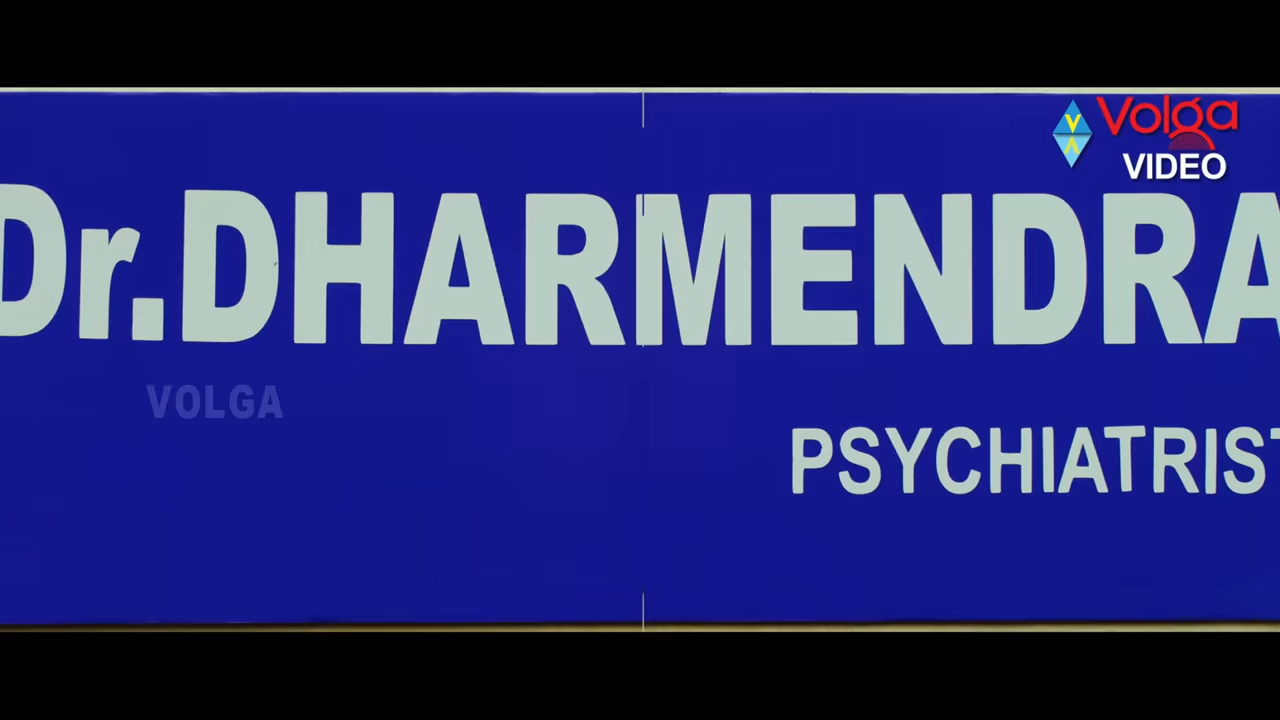 Volga
VIDEO
Dr.DHARMENDRA
VOLGA
PSYCHIATRIST